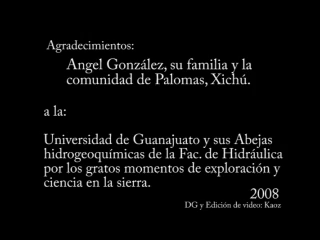 Agradecimientos:
Angel González, su familia y la
comunidad de Palomas, Xichú.
a la:
Universidad de Guanajuato y sus Abejas
hidrogeoquímicas de la Fac. de Hidráulica
por los gratos momentos de exploración y
ciencia en la sierra.
2008
DG y Edición de video: Kaoz